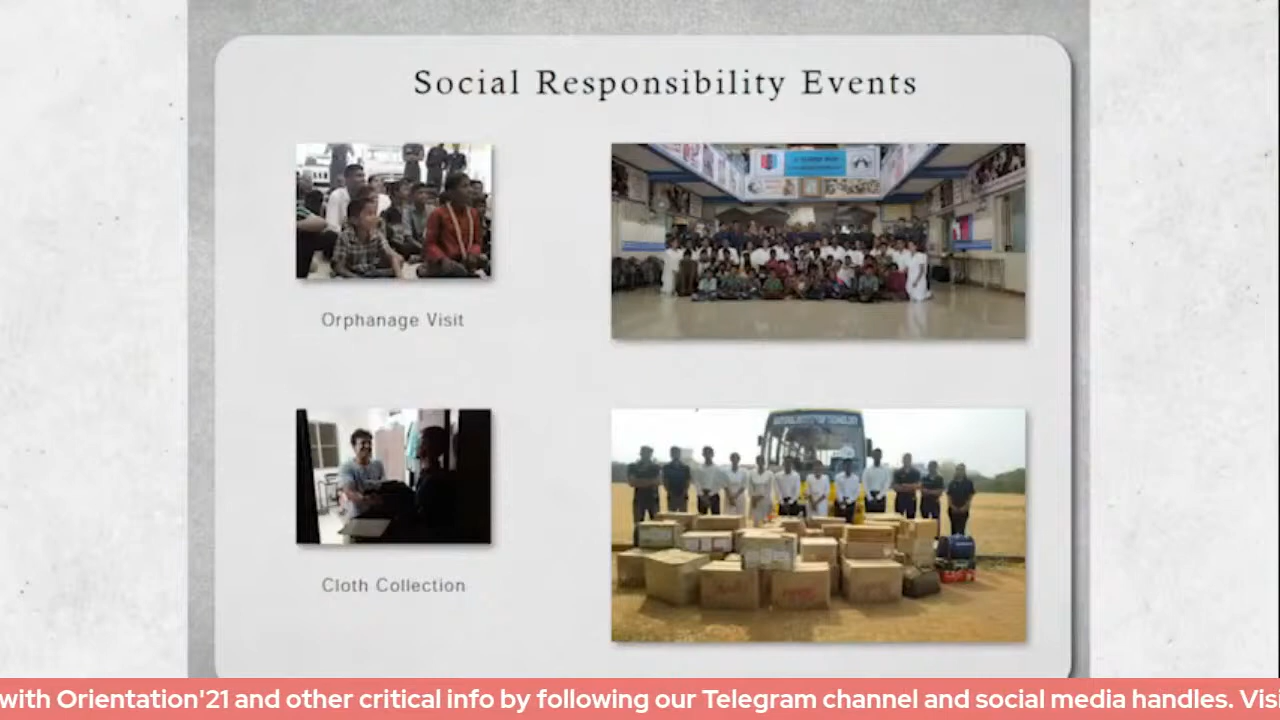 Social Responsibility Events
Orphanage Visit
Cloth Collection
with Orientation'21 and other critical info by following our Telegram channel and social media handles. Visi